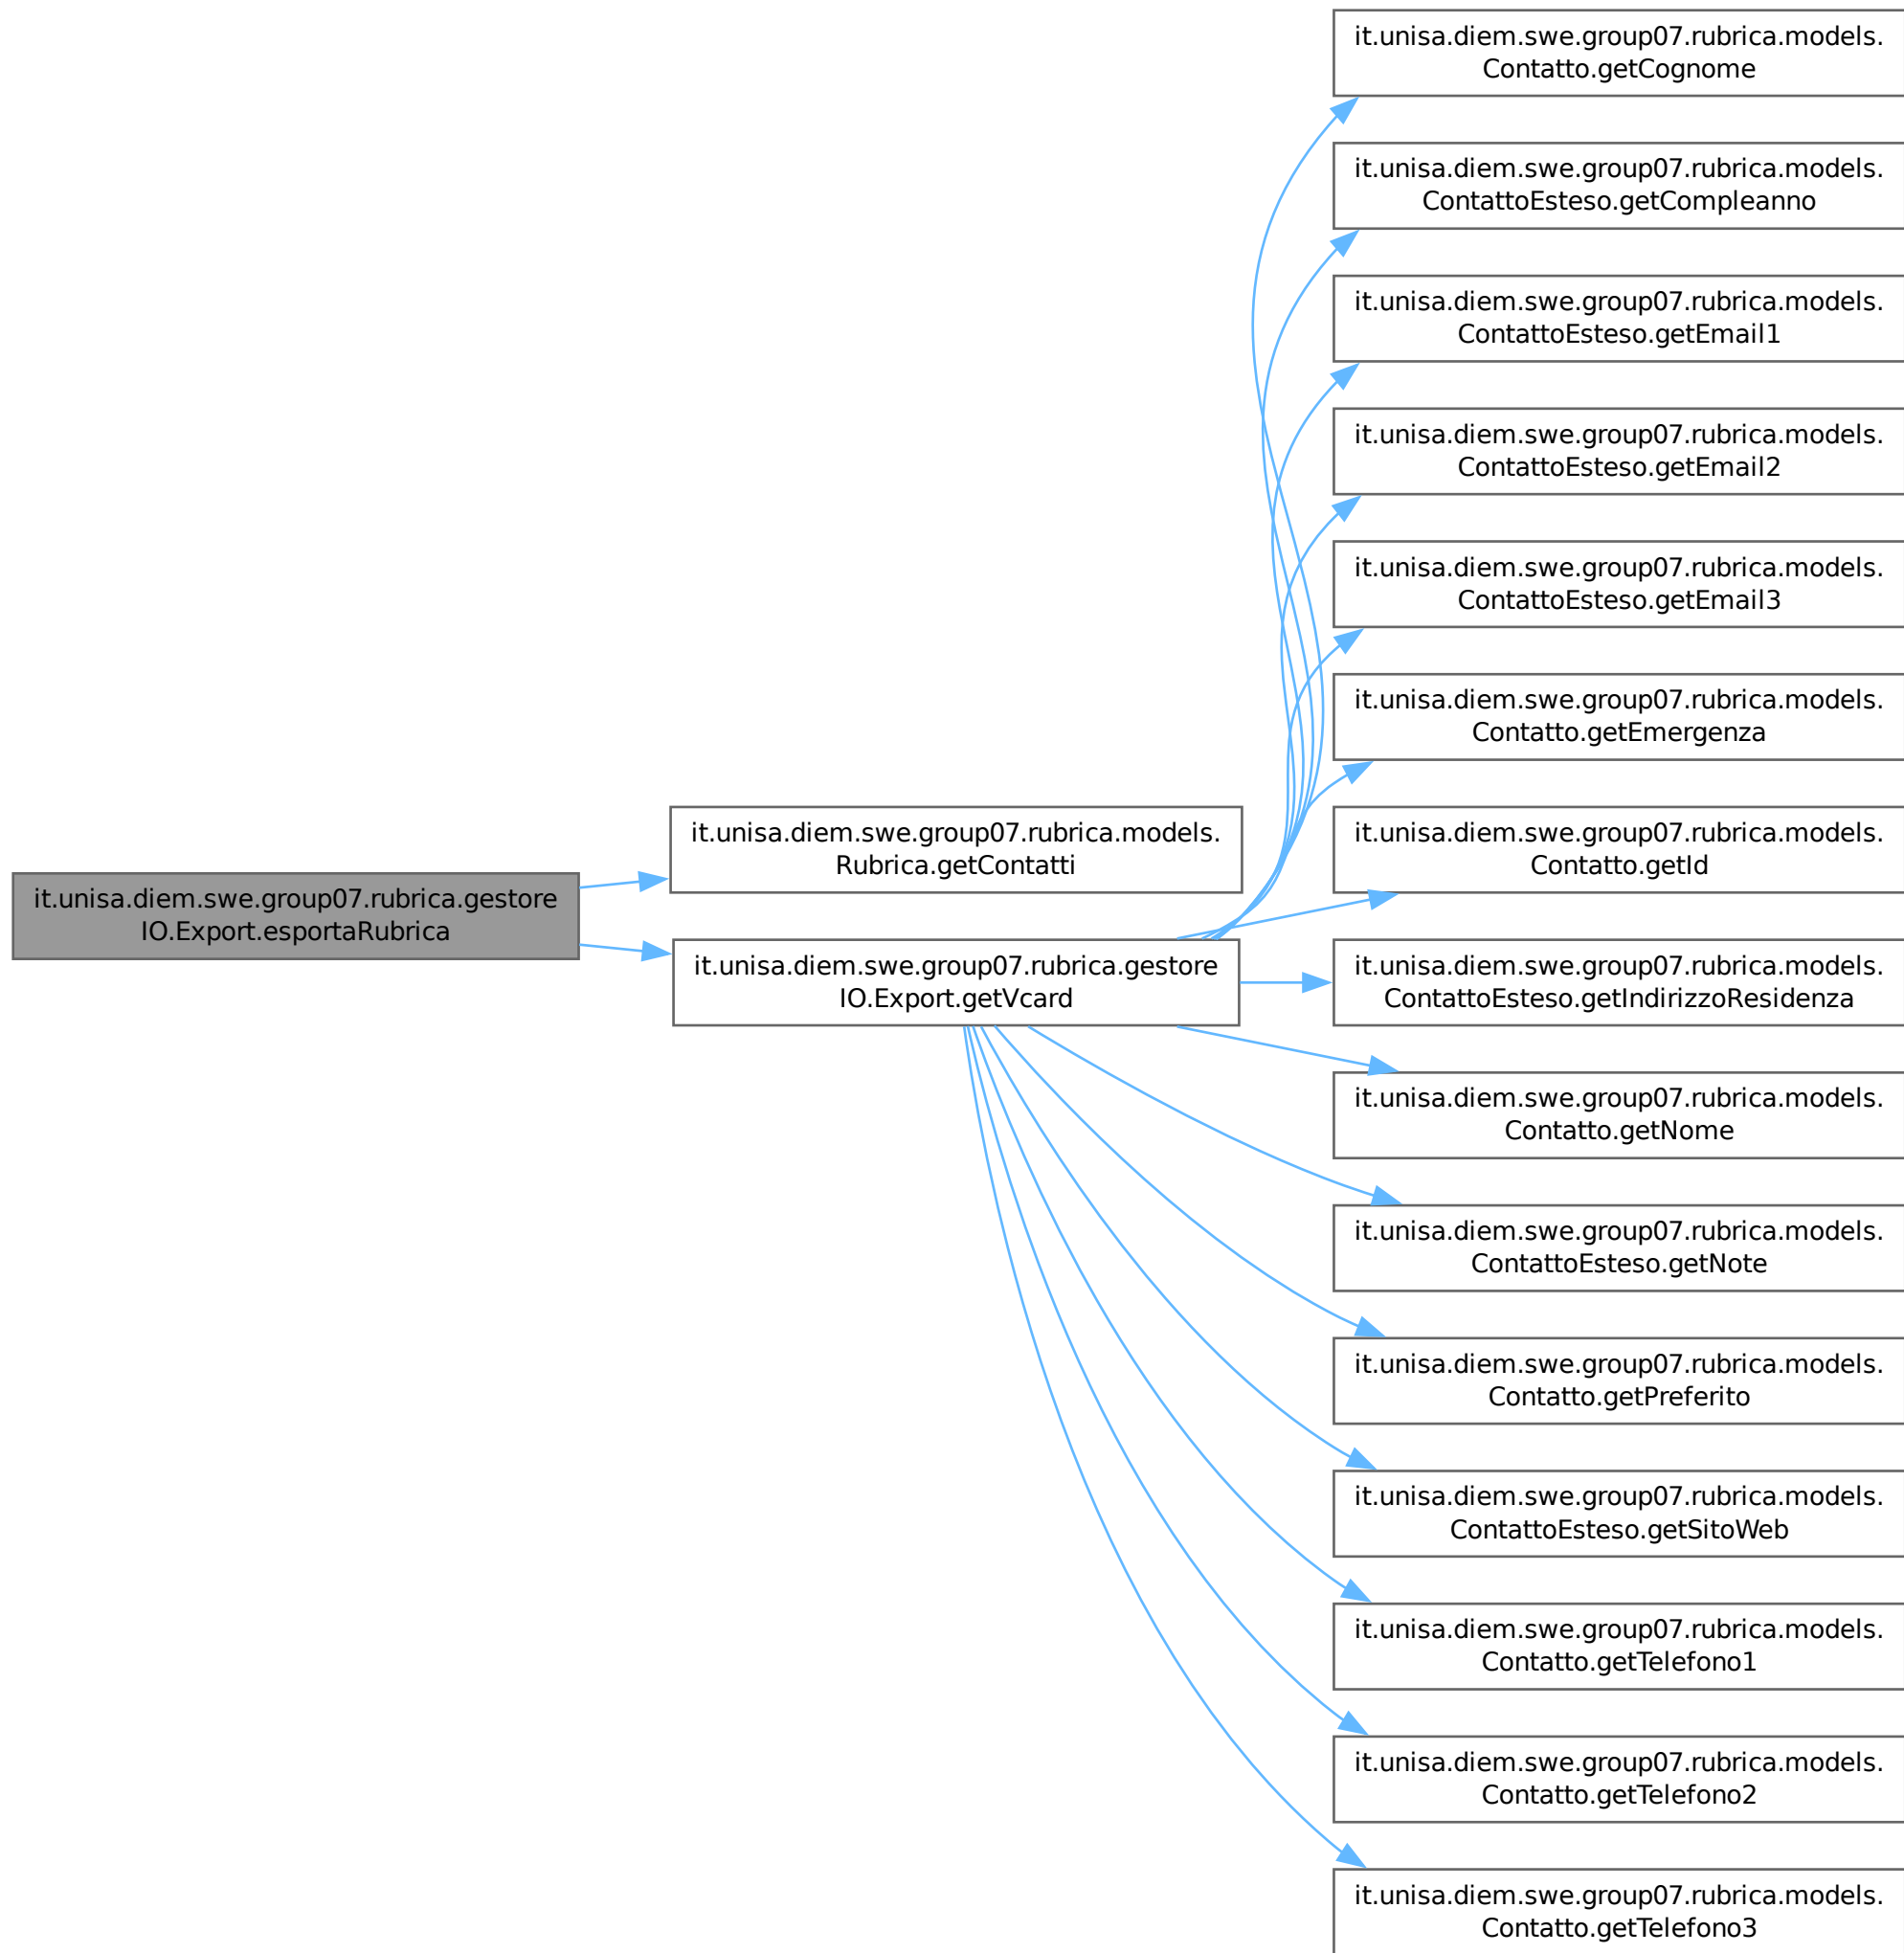 it.unisa.diem.swe.group07.rubrica.gestore
IO.Export.esportaRubrica
it.unisa.diem.swe.group07.rubrica.models.
Rubrica.getContatti
it.unisa.diem.swe.group07.rubrica.gestore
IO.Export.getVcard
it.unisa.diem.swe.group07.rubrica.models.
Contatto.getCognome
it.unisa.diem.swe.group07.rubrica.models.
ContattoEsteso.getCompleanno
it.unisa.diem.swe.group07.rubrica.models.
ContattoEsteso.getEmail1
it.unisa.diem.swe.group07.rubrica.models.
ContattoEsteso.getEmail2
it.unisa.diem.swe.group07.rubrica.models.
ContattoEsteso.getEmail3
it.unisa.diem.swe.group07.rubrica.models.
Contatto.getEmergenza
it.unisa.diem.swe.group07.rubrica.models.
Contatto.getId
it.unisa.diem.swe.group07.rubrica.models.
ContattoEsteso.getIndirizzoResidenza
it.unisa.diem.swe.group07.rubrica.models.
Contatto.getNome
it.unisa.diem.swe.group07.rubrica.models.
ContattoEsteso.getNote
it.unisa.diem.swe.group07.rubrica.models.
Contatto.getPreferito
it.unisa.diem.swe.group07.rubrica.models.
ContattoEsteso.getSitoWeb
it.unisa.diem.swe.group07.rubrica.models.
Contatto.getTelefono1
it.unisa.diem.swe.group07.rubrica.models.
Contatto.getTelefono2
it.unisa.diem.swe.group07.rubrica.models.
Contatto.getTelefono3